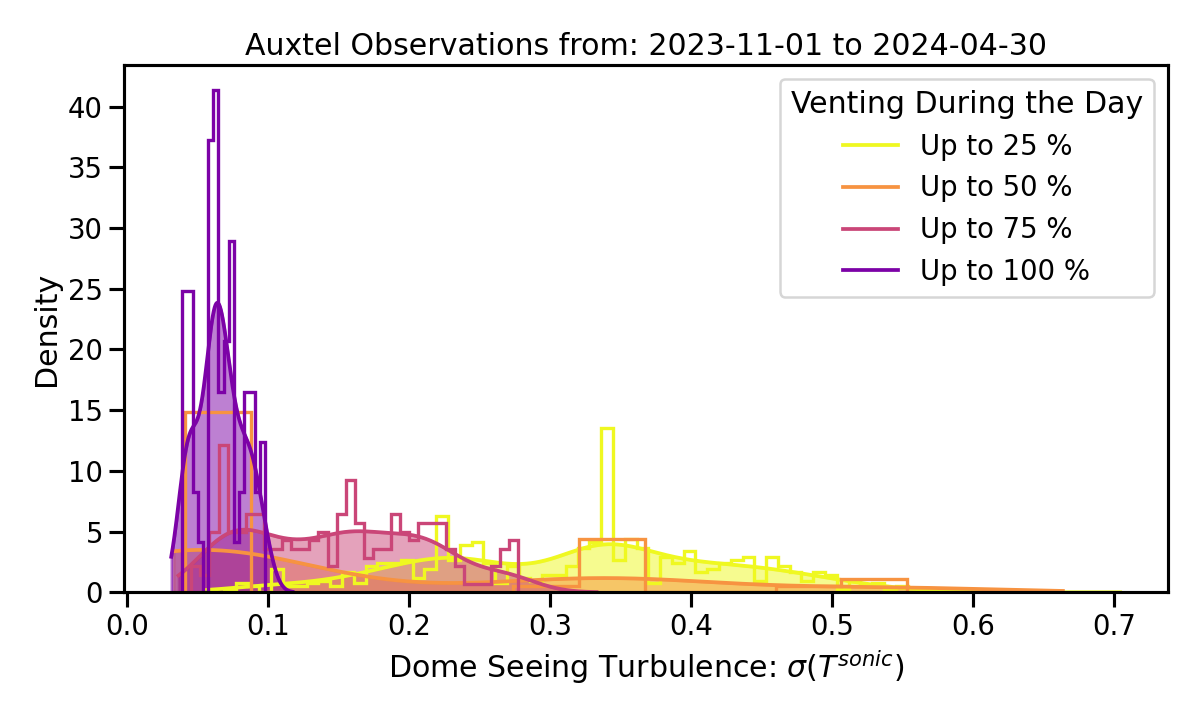 Auxtel Observations from: 2023-11-01 to 2024-04-30
Density
40
35
30
25
20
15
10
5
0
Venting During the Day
Up to 25 %
Up to 50 %
Up to 75 %
Up to 100 %
0.0 0.1 0.2 0.3 0.4 0.5 0.6 0.7
Dome Seeing Turbulence: σ(T^sonic)